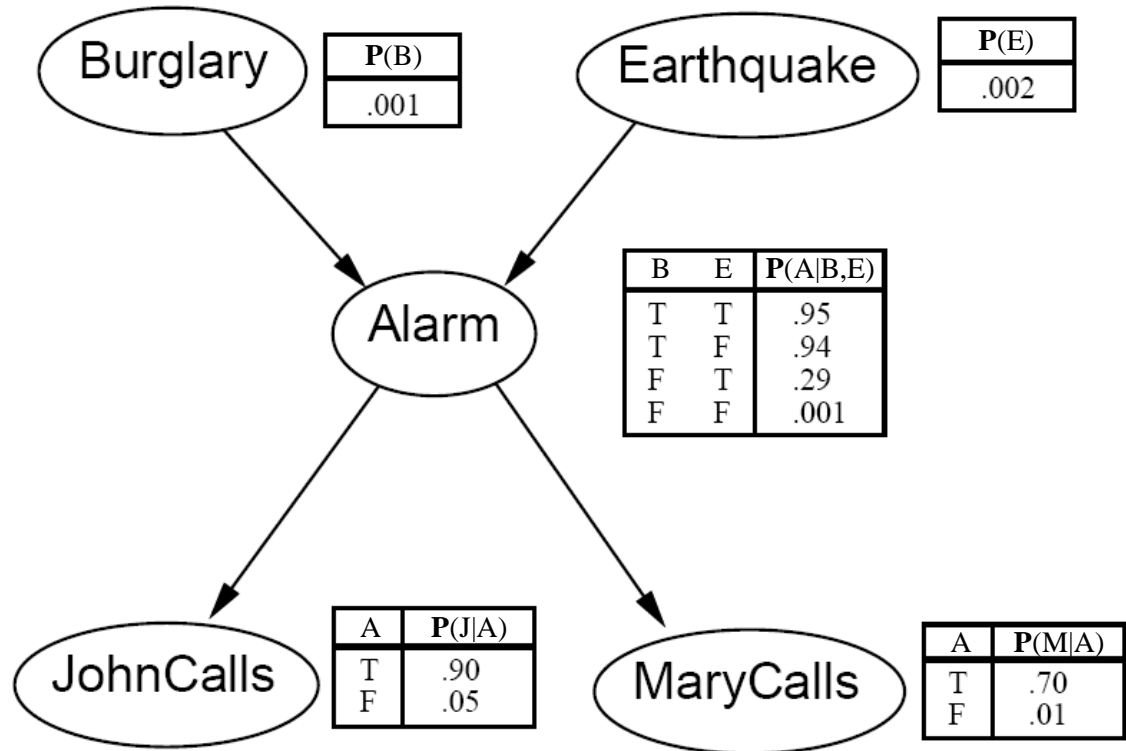 Burglary
P(B)
.001
Earthquake
P(E)
.002
Alarm
B E P(A|B,E)
T T .95
T F .94
F T .29
F F .001
JohnCalls
A P(J|A)
T .90
F .05
MaryCalls
A P(M|A)
T .70
F .01